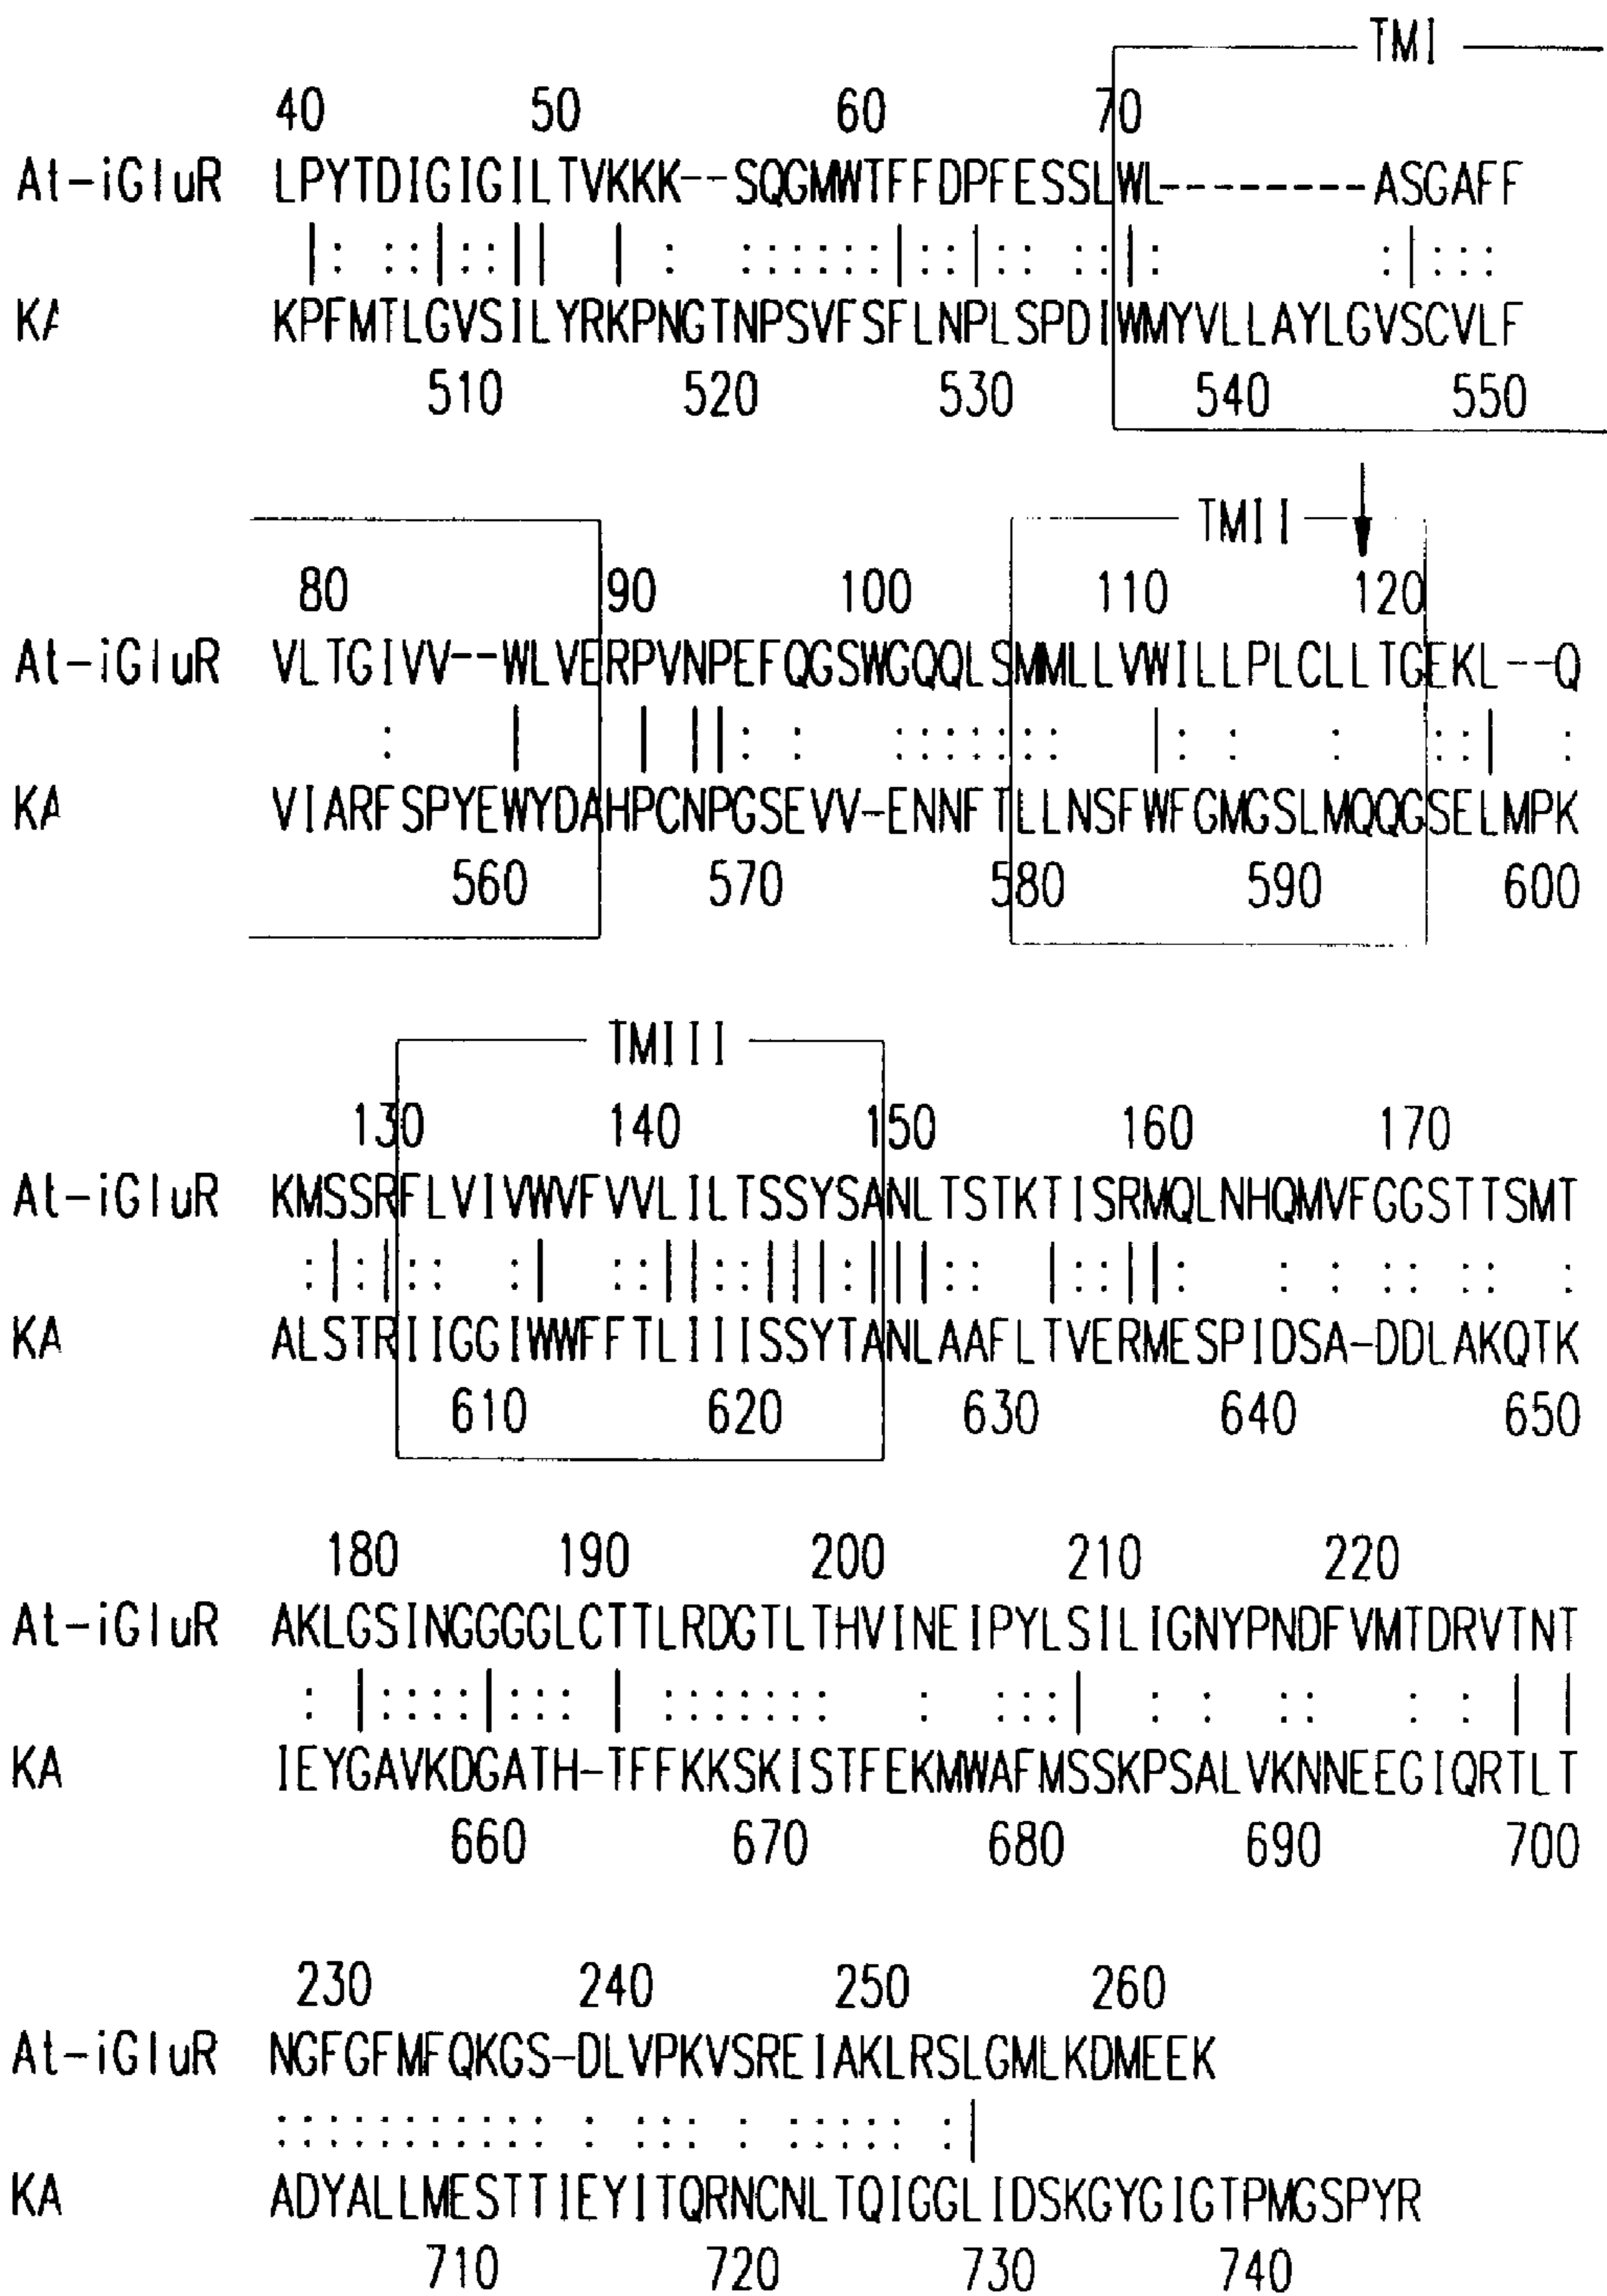 TMI
40 50 60 70
At-iGluR LPYTDIGIGILTVKKK--SQGMWTFFDPFESSLWL--------ASGAFF
|: ::|::|| | : ::::::|::|:: ::|: :|:::
KA KPFMTLGVSILYRKPNGTNPSVFSFLNPLSPDIWMYVLLAYLGVSCVLF
510 520 530 540 550
TMII
80 90 100 110 120
At-iGluR VLTGIVV--WLVERPVNPEFQGSWGQQLSMMLLVWILLPLCLLTGEKL--Q
: | | ||: : ::::::: |: : : ::| :
KA VIARFSPYEWYDAHPCNPGSEVV-ENNFTLLNSFWFGMGSLMQQGSELMPK
560 570 580 590 600
TMIII
130 140 150 160 170
At-iGluR KMSSRFLVIVWVFVVLILTSSYSANLTSTKTISRMQLNHQMVFGGSTTSMT
:|:|:: :| ::||::|||:|||:: |::||: : : :: :: :
KA ALSTRIIGGIWWFFTLIIISSYTANLAAFLTVERMESPIDSA-DDLAKQTK
610 620 630 640 650
180 190 200 210 220
At-iGluR AKLGSINGGGGLCTTLRDGTLTHVINEIPYLSILIGNYPNDFVMTDRVTNT
: |::::|::: | ::::::: : :::| : : :: : : | |
KA IEYGAVKDGATH-TFFKKSKISTFEKMWAFMSSKPSALVKNNEEGIQRTLT
660 670 680 690 700
230 240 250 260
At-iGluR NGFGFMFQKGS-DLVPKVSREIAKLRSLGMLKDMEEK
::::::::::: : ::: : ::::: :|
KA ADYALLMESTTIEYITQRNCNLTQIGGLIDSKGYGIGTPMGSPYR
710 720 730 740